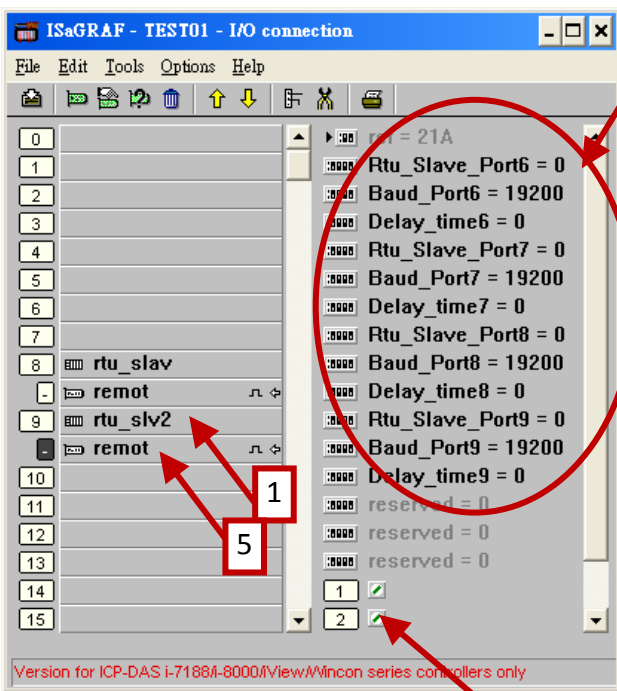 ISaGRAF - TEST01 - I/O connection
File Edit Tools Options Help
0
1
2
3
4
5
6
7
8 rtu_slav
- remot
9 rtu_slv2
- remot
10
11
12
13
14
15
1
5
ref = 21A
Rtu_Slave_Port6 = 0
Baud_Port6 = 19200
Delay_time6 = 0
Rtu_Slave_Port7 = 0
Baud_Port7 = 19200
Delay_time7 = 0
Rtu_Slave_Port8 = 0
Baud_Port8 = 19200
Delay_time8 = 0
Rtu_Slave_Port9 = 0
Baud_Port9 = 19200
Delay_time9 = 0
reserved = 0
reserved = 0
reserved = 0
1
2
Version for ICP-DAS i-7188/i-8000/iView/Wincon series controllers only